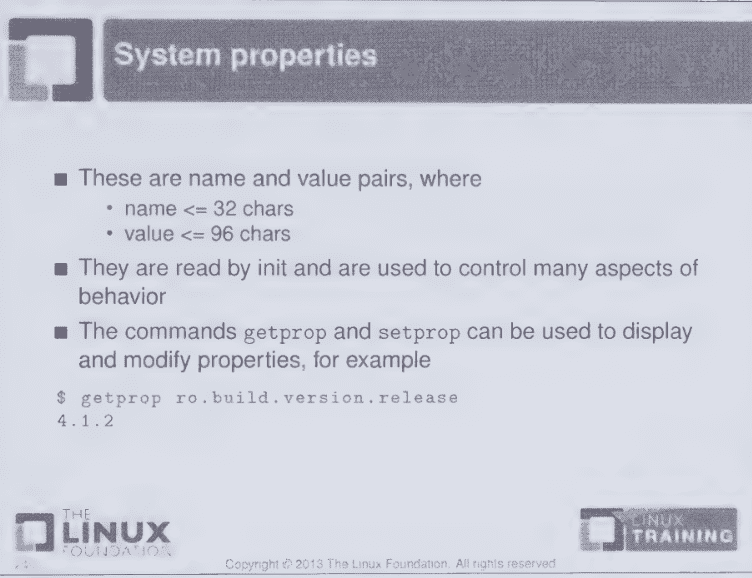 System properties
■ These are name and value pairs, where
• name <= 32 chars
• value <= 96 chars
■ They are read by init and are used to control many aspects of
behavior
■ The commands getprop and setprop can be used to display
and modify properties, for example
$ getprop ro.build.version.release
4.1.2
THE
LINUX
FOUNDATION
LINUX
TRAINING
Copyright © 2013 The Linux Foundation. All rights reserved